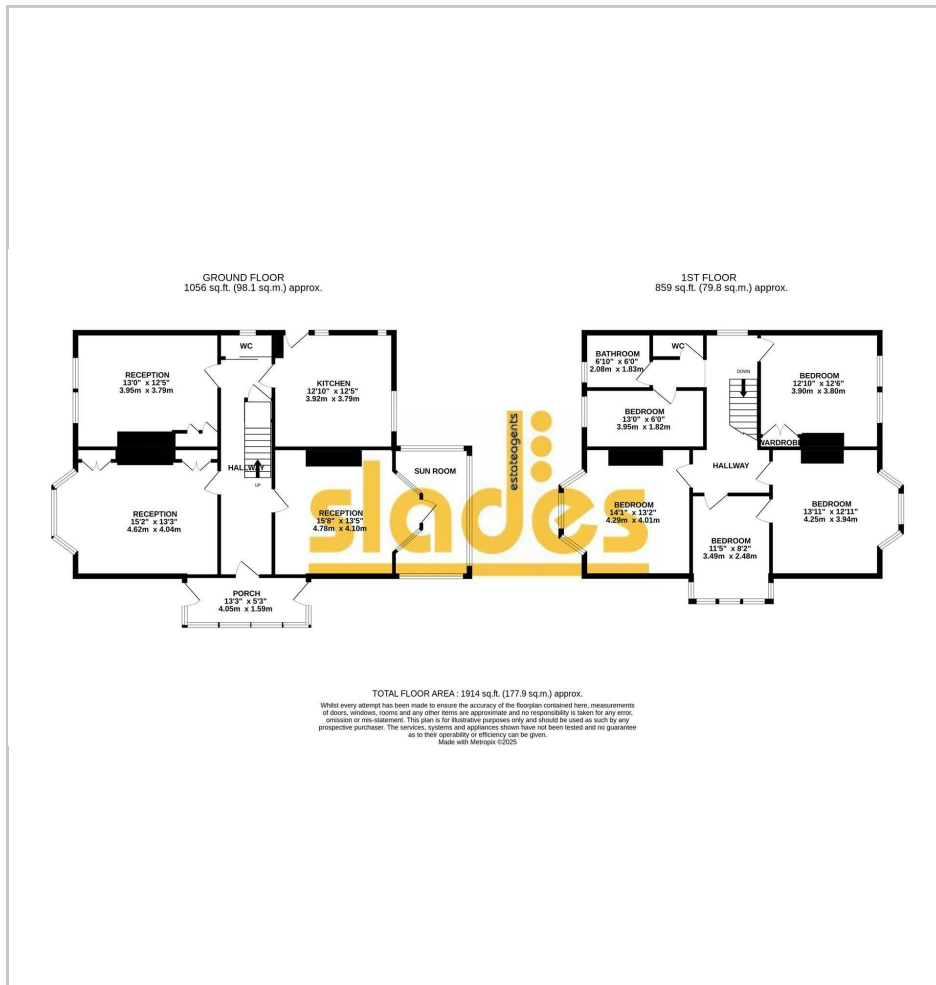 GROUND FLOOR
1056 sq.ft. (98.1 sq.m.) approx.
WC
RECEPTION
13'0" x 12'5"
3.95m x 3.79m
KITCHEN
12'10" x 12'5"
3.92m x 3.79m
HALLWAY
UP
SUN ROOM
RECEPTION
15'2" x 13'3"
4.62m x 4.04m
RECEPTION
15'8" x 13'5"
4.78m x 4.10m
PORCH
13'3" x 5'3"
4.05m x 1.59m
slades
estateagents
1ST FLOOR
859 sq.ft. (79.8 sq.m.) approx.
BATHROOM
6'10" x 6'0"
2.08m x 1.83m
WC
DOWN
BEDROOM
12'10" x 12'6"
3.90m x 3.80m
BEDROOM
13'0" x 6'0"
3.95m x 1.82m
WARDROBE
HALLWAY
BEDROOM
14'1" x 13'2"
4.29m x 4.01m
BEDROOM
13'11" x 12'11"
4.25m x 3.94m
BEDROOM
11'5" x 8'2"
3.49m x 2.48m
TOTAL FLOOR AREA : 1914 sq.ft. (177.9 sq.m.) approx.
Whilst every attempt has been made to ensure the accuracy of the floorplan contained here, measurements
of doors, windows, rooms and any other items are approximate and no responsibility is taken for any error,
omission or mis-statement. This plan is for illustrative purposes only and should be used as such by any
prospective purchaser. The services, systems and appliances shown have not been tested and no guarantee
as to their operability or efficiency can be given.
Made with Metropix ©2025